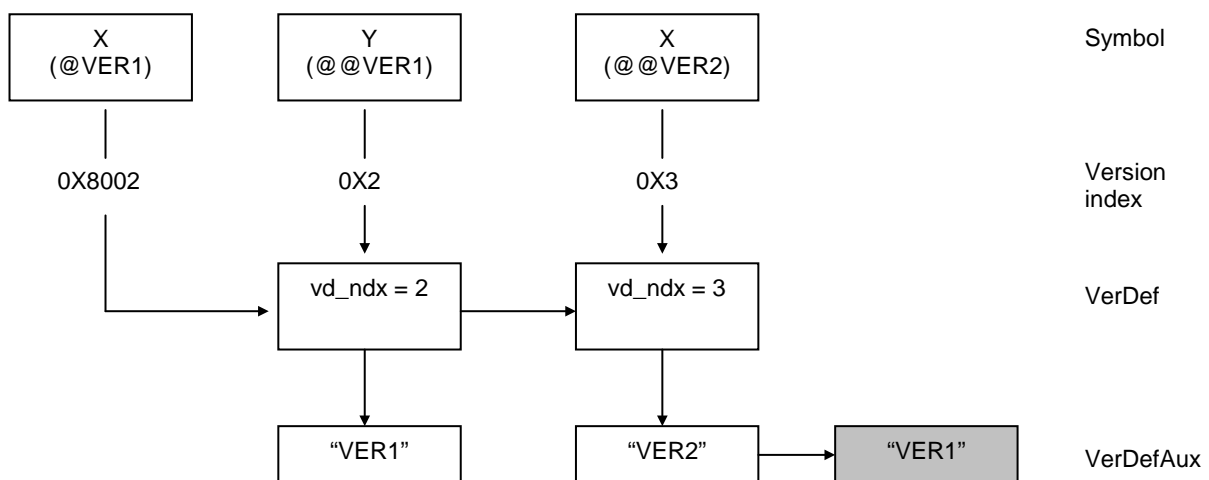 X
(@VER1)
Y
(@@VER1)
X
(@@VER2)
Symbol
0X8002
0X2
0X3
Version
index
vd_ndx = 2
vd_ndx = 3
VerDef
“VER1”
“VER2”
“VER1”
VerDefAux